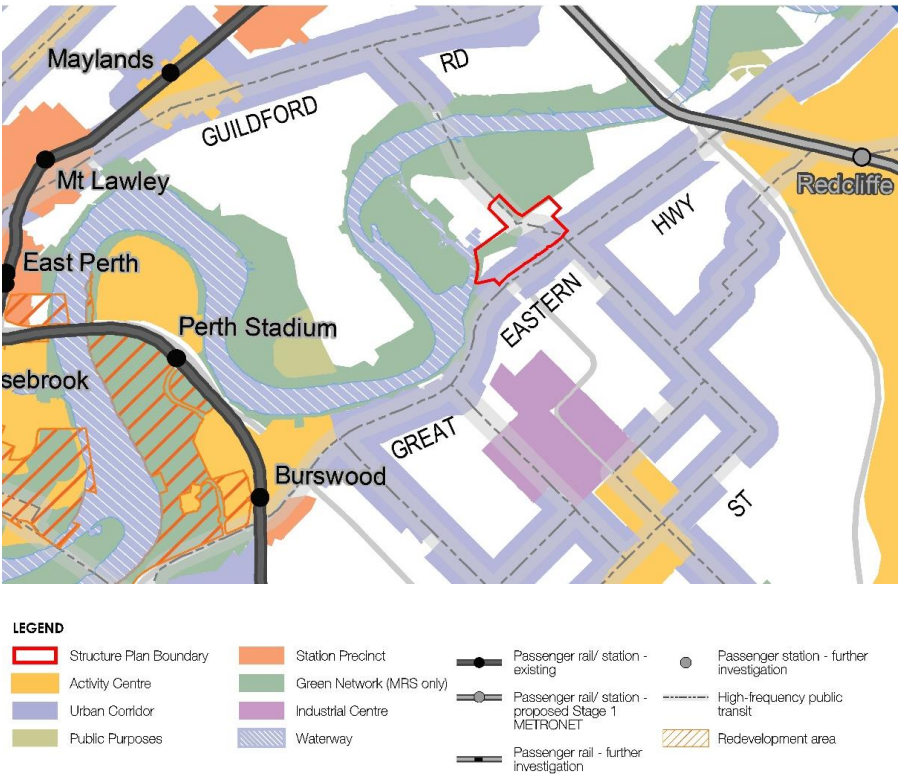 Maylands
RD
GUILDFORD
Mt Lawley
Redcliffe
HWY
East Perth
EASTERN
Perth Stadium
sebrook
GREAT
Burswood
ST
LEGEND
Structure Plan Boundary
Activity Centre
Urban Corridor
Public Purposes
Station Precinct
Green Network (MRS only)
Industrial Centre
Waterway
Passenger rail/ station -
existing
Passenger rail/ station -
proposed Stage 1
METRONET
Passenger rail - further
investigation
Passenger station - further
investigation
High-frequency public
transit
Redevelopment area